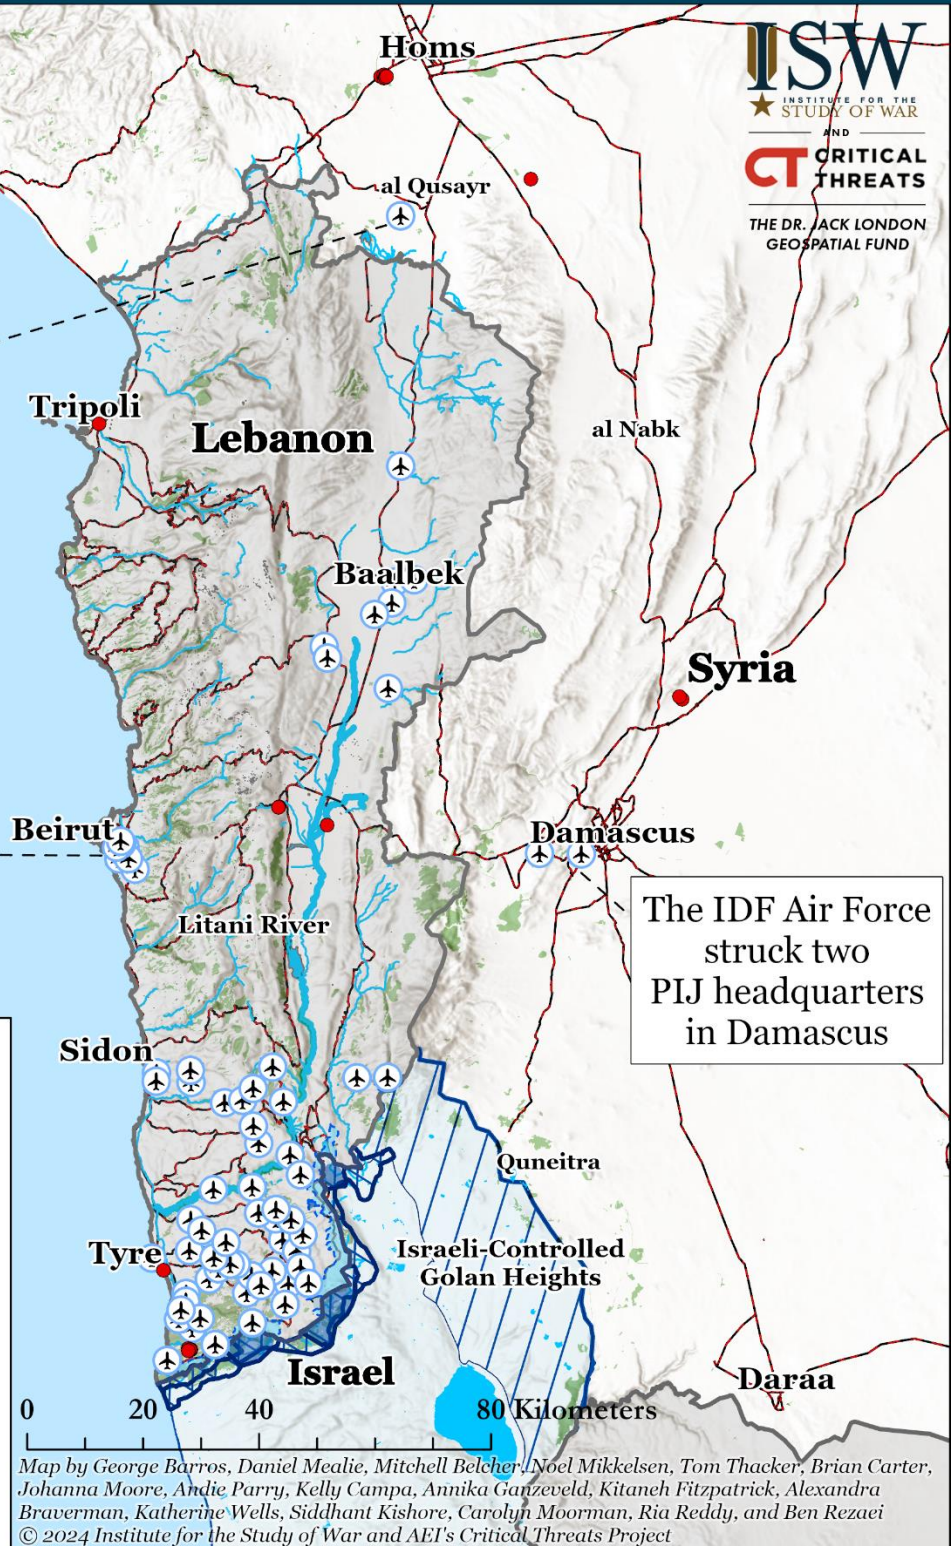 Homs
ISW
INSTITUTE FOR THE
STUDY OF WAR
AND
CT CRITICAL
THREATS
THE DR. JACK LONDON
GEOSPATIAL FUND
al Qusayr
Tripoli
Lebanon
al Nabk
Baalbek
Syria
Beirut
Damascus
The IDF Air Force
struck two
PIJ headquarters
in Damascus
Litani River
Sidon
Quneitra
Tyre
Israeli-Controlled
Golan Heights
Israel
Daraa
0 20 40 80 Kilometers
Map by George Barros, Daniel Mealie, Mitchell Belcher, Noel Mikkelsen, Tom Thacker, Brian Carter,
Johanna Moore, Andie Parry, Kelly Campa, Annika Ganzeveld, Kitaneh Fitzpatrick, Alexandra
Braverman, Katherine Wells, Siddhant Kishore, Carolyn Moorman, Ria Reddy, and Ben Rezaei
© 2024 Institute for the Study of War and AEI's Critical Threats Project